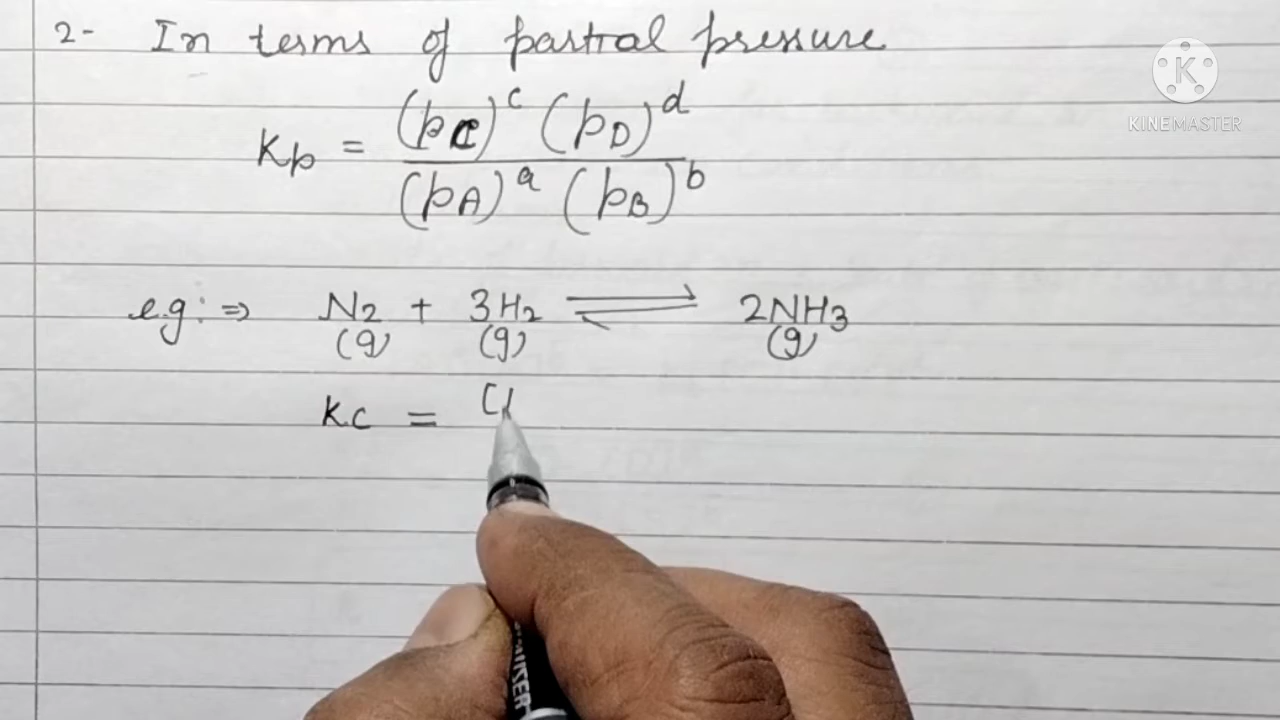 2- In terms of partial pressure
KINEMASTER
Kp = (pC)^c (pD)^d
(pA)^a (pB)^b
e.g: ⇒ N2 (g) + 3H2 (g) ⇌ 2NH3 (g)
Kc = [